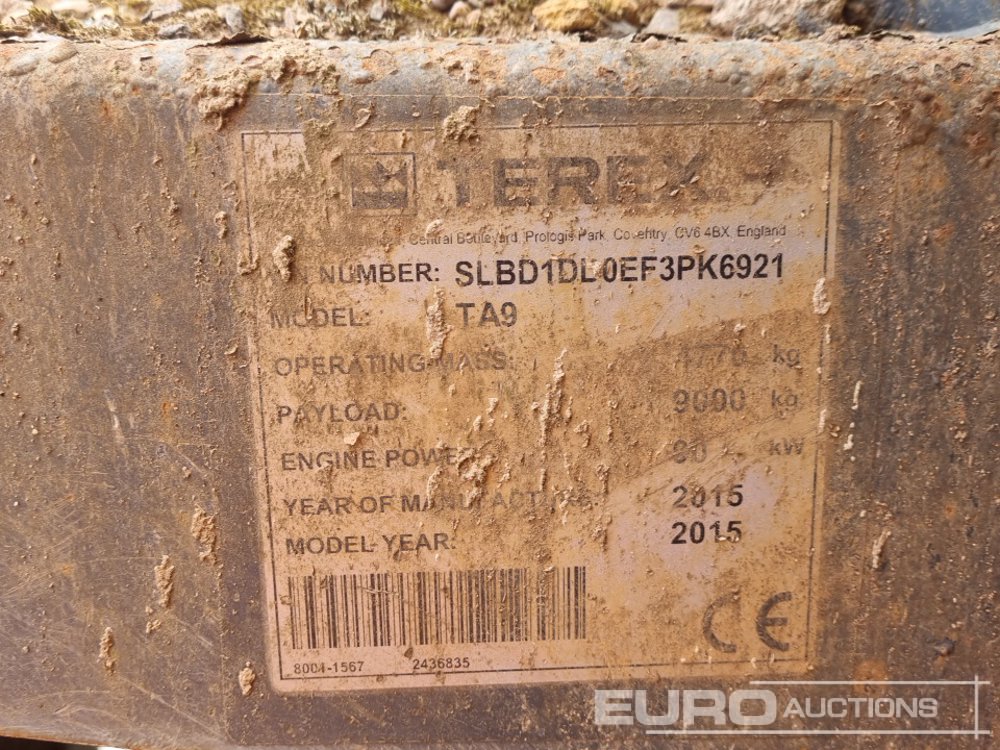 TEREX
Central Boulevard, Prologis Park, Coventry, CV6 4BX, England
NUMBER: SLBD1DL0EF3PK6921
MODEL: TA9
OPERATING MASS: kg
PAYLOAD: 9000 kg
ENGINE POWER kW
YEAR OF MANUFACTURE: 2015
MODEL YEAR: 2015
8004-1567 2436835
CE
EURO AUCTIONS